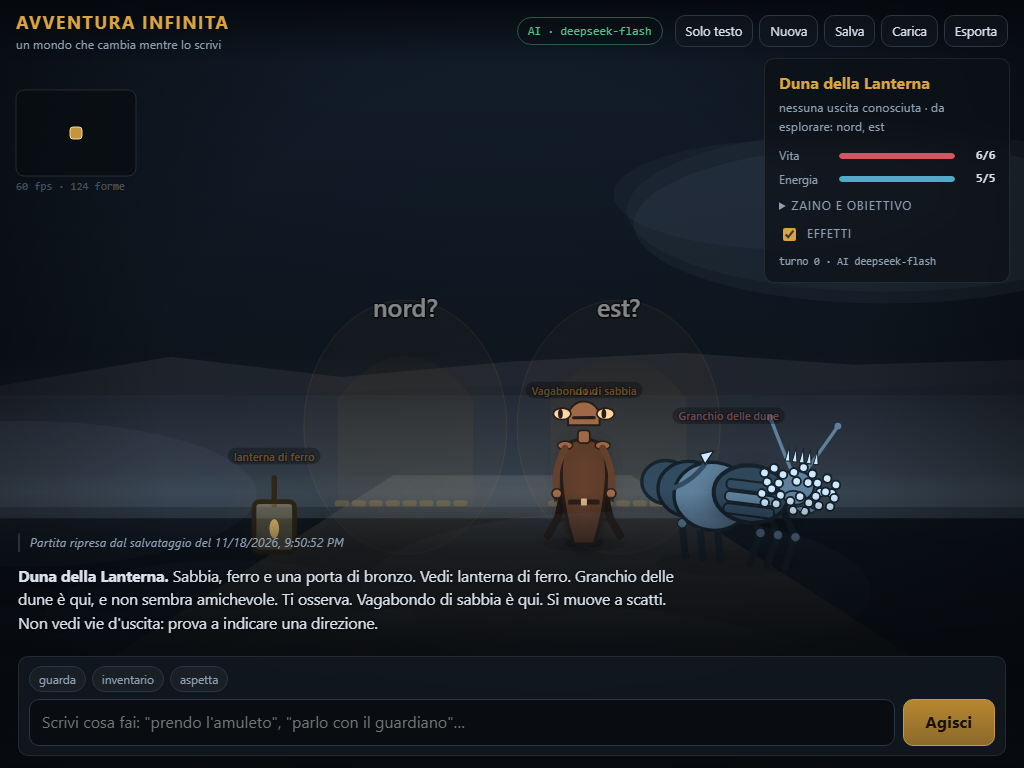 AVVENTURA INFINITA
un mondo che cambia mentre lo scrivi
AI · deepseek-flash
Solo testo
Nuova
Salva
Carica
Esporta
60 fps · 124 forme
Duna della Lanterna
nessuna uscita conosciuta · da
esplorare: nord, est
Vita 6/6
Energia 5/5
▸ ZAINO E OBIETTIVO
EFFETTI
turno 0 · AI deepseek-flash
nord?
est?
Vagabondo di sabbia
Granchio delle dune
lanterna di ferro
Partita ripresa dal salvataggio del 11/18/2026, 9:50:52 PM
Duna della Lanterna. Sabbia, ferro e una porta di bronzo. Vedi: lanterna di ferro. Granchio delle
dune è qui, e non sembra amichevole. Ti osserva. Vagabondo di sabbia è qui. Si muove a scatti.
Non vedi vie d'uscita: prova a indicare una direzione.
guarda
inventario
aspetta
Scrivi cosa fai: "prendo l'amuleto", "parlo con il guardiano"...
Agisci